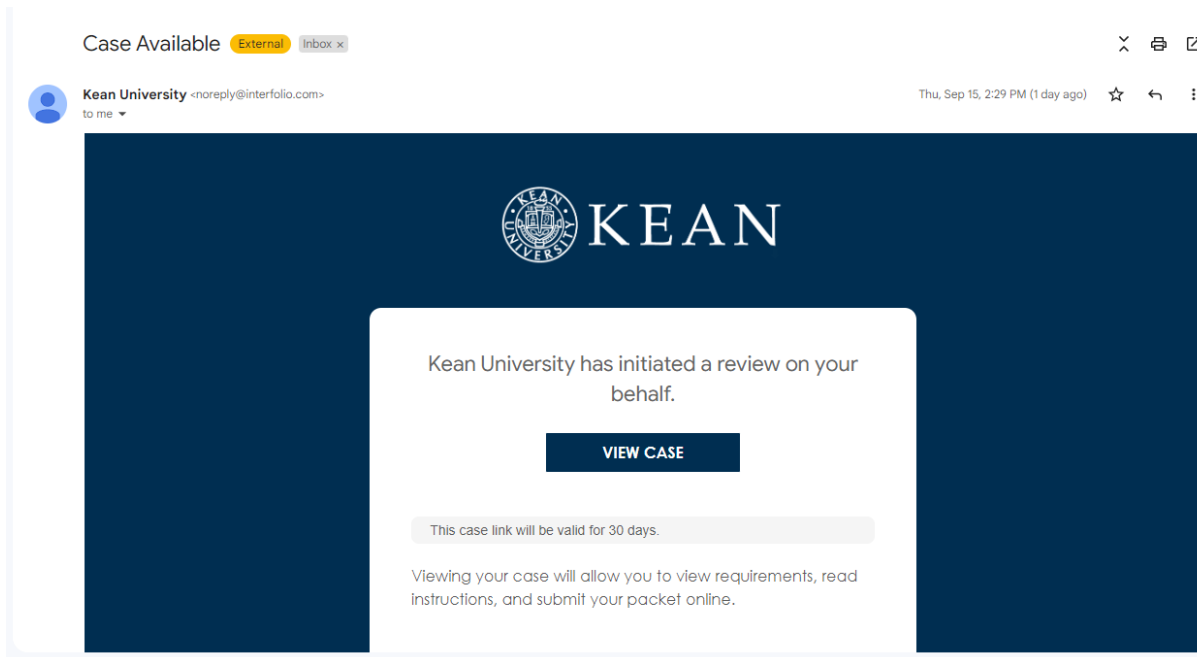 Case Available External Inbox ×
Kean University <noreply@interfolio.com> Thu, Sep 15, 2:29 PM (1 day ago)
to me
KEAN UNIVERSITY KEAN
Kean University has initiated a review on your
behalf.
VIEW CASE
This case link will be valid for 30 days.
Viewing your case will allow you to view requirements, read
instructions, and submit your packet online.